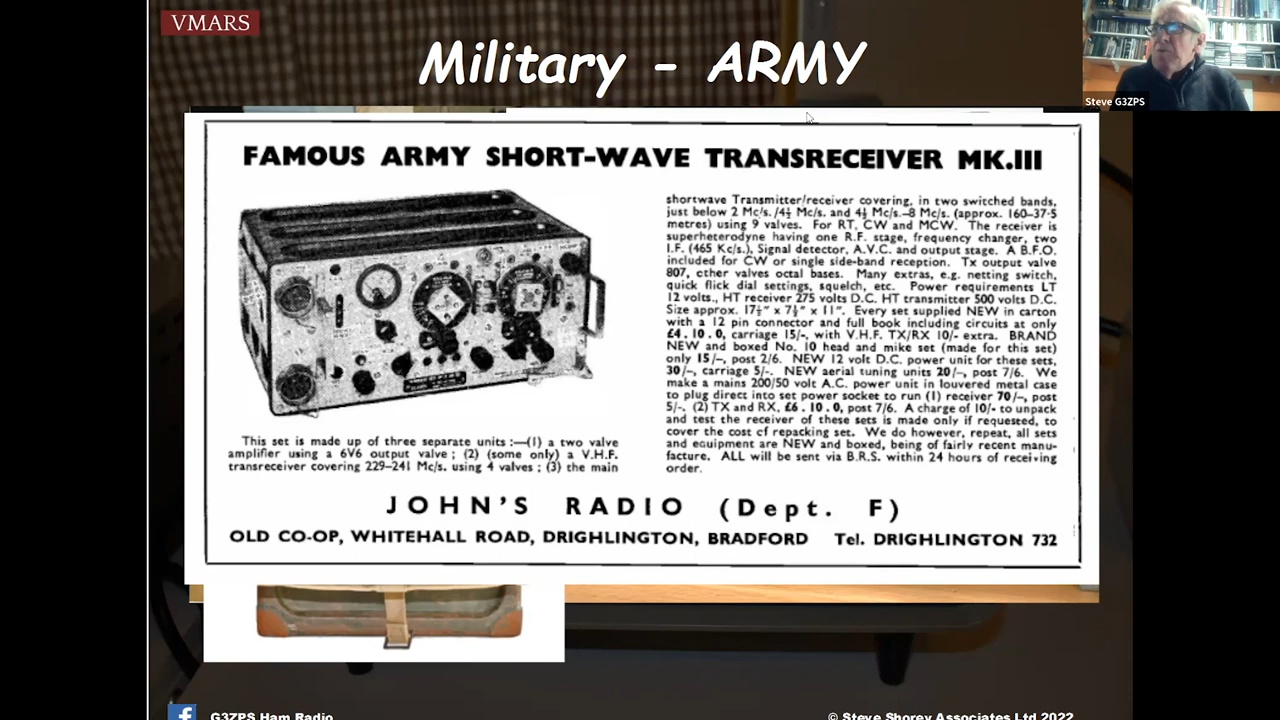 VMARS
Military - ARMY
Steve G3ZPS
FAMOUS ARMY SHORT-WAVE TRANSRECEIVER MK.III
This set is made up of three separate units :—(1) a two valve
amplifier using a 6V6 output valve ; (2) (some only) a V.H.F.
transreceiver covering 229–241 Mc/s. using 4 valves ; (3) the main
shortwave Transmitter/receiver covering, in two switched bands,
just below 2 Mc/s./4½ Mc/s. and 4½ Mc/s.–8 Mc/s. (approx. 160–37·5
metres) using 9 valves. For RT, CW and MCW. The receiver is
superheterodyne having one R.F. stage, frequency changer, two
I.F. (465 Kc/s.), Signal detector, A.V.C. and output stage. A B.F.O.
included for CW or single side-band reception. Tx output valve
807, other valves octal bases. Many extras, e.g. netting switch,
quick flick dial settings, squelch, etc. Power requirements LT
12 volts., HT receiver 275 volts D.C. HT transmitter 500 volts D.C.
Size approx. 17½″ x 7½″ x 11″. Every set supplied NEW in carton
with a 12 pin connector and full book including circuits at only
£4.10.0, carriage 15/-, with V.H.F. TX/RX 10/- extra. BRAND
NEW and boxed No. 10 head and mike set (made for this set)
only 15/–, post 2/6. NEW 12 volt D.C. power unit for these sets,
30/–, carriage 5/-. NEW aerial tuning units 20/–, post 7/6. We
make a mains 200/50 volt A.C. power unit in louvered metal case
to plug direct into set power socket to run (1) receiver 70/–, post
5/-. (2) TX and RX, £6.10.0, post 7/6. A charge of 10/- to unpack
and test the receiver of these sets is made only if requested, to
cover the cost of repacking set. We do however, repeat, all sets
and equipment are NEW and boxed, being of fairly recent manu-
facture. ALL will be sent via B.R.S. within 24 hours of receiving
order.
JOHN'S RADIO (Dept. F)
OLD CO-OP, WHITEHALL ROAD, DRIGHLINGTON, BRADFORD Tel. DRIGHLINGTON 732
G3ZPS Ham Radio
© Steve Shorey Associates Ltd 2022